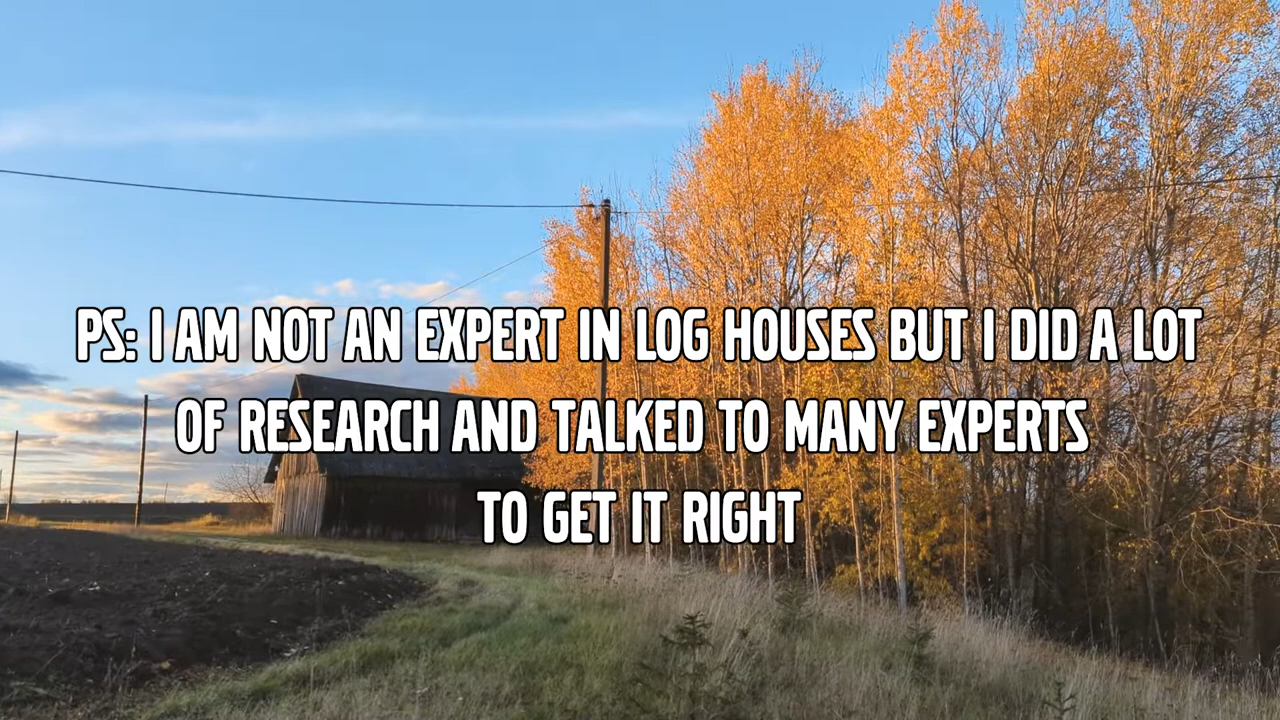 PS: I AM NOT AN EXPERT IN LOG HOUSES BUT I DID A LOT
OF RESEARCH AND TALKED TO MANY EXPERTS
TO GET IT RIGHT